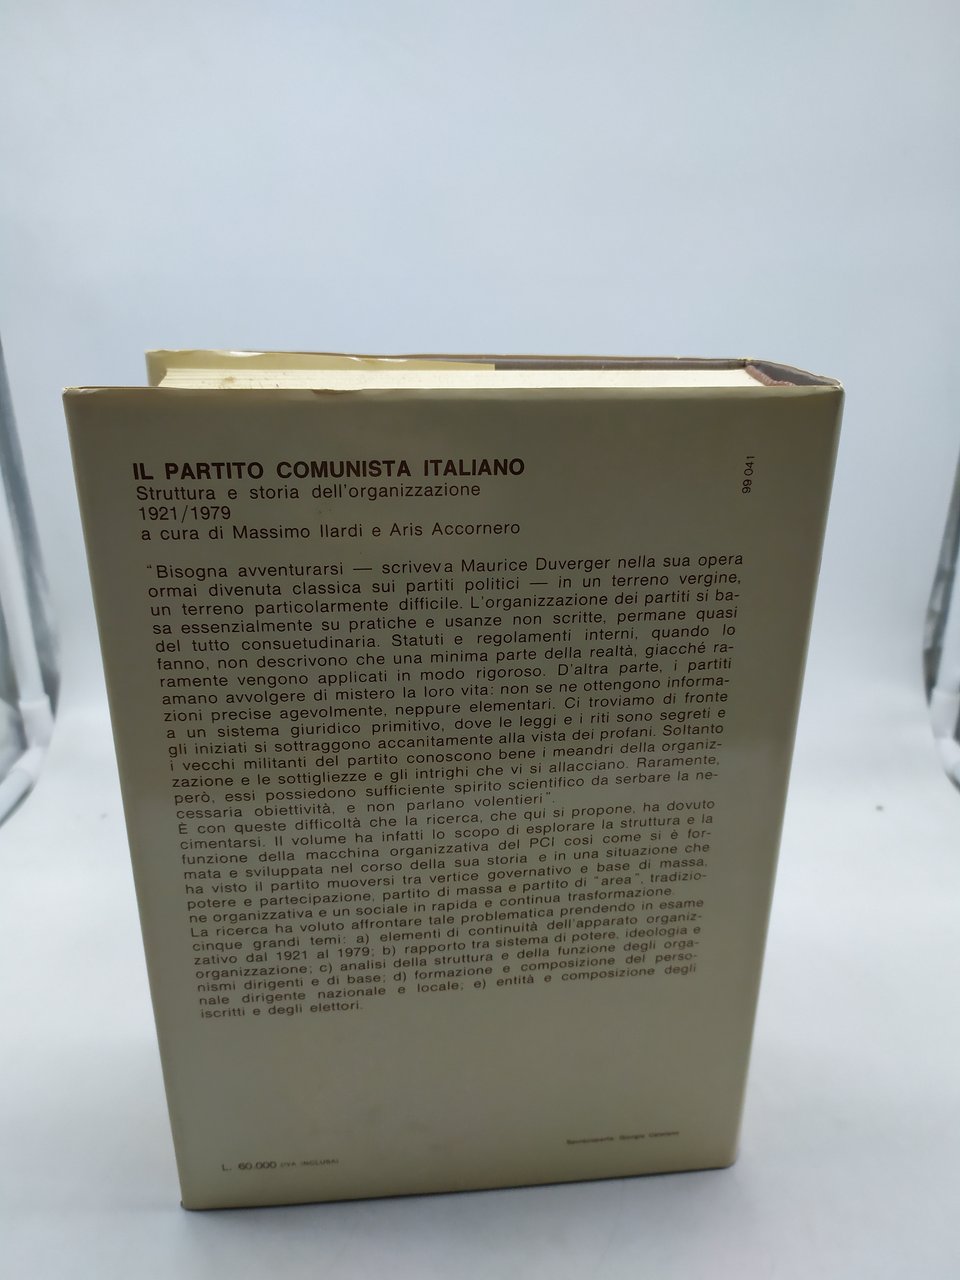 IL PARTITO COMUNISTA ITALIANO
Struttura e storia dell'organizzazione
1921/1979
a cura di Massimo Ilardi e Aris Accornero
99 041
"Bisogna avventurarsi — scriveva Maurice Duverger nella sua opera
ormai divenuta classica sui partiti politici — in un terreno vergine,
un terreno particolarmente difficile. L'organizzazione dei partiti si ba-
sa essenzialmente su pratiche e usanze non scritte, permane quasi
del tutto consuetudinaria. Statuti e regolamenti interni, quando lo
fanno, non descrivono che una minima parte della realtà, giacché ra-
ramente vengono applicati in modo rigoroso. D'altra parte, i partiti
amano avvolgere di mistero la loro vita: non se ne ottengono informa-
zioni precise agevolmente, neppure elementari. Ci troviamo di fronte
a un sistema giuridico primitivo, dove le leggi e i riti sono segreti e
gli iniziati si sottraggono accanitamente alla vista dei profani. Soltanto
i vecchi militanti del partito conoscono bene i meandri della organiz-
zazione e le sottigliezze e gli intrighi che vi si allacciano. Raramente,
però, essi possiedono sufficiente spirito scientifico da serbare la ne-
cessaria obiettività, e non parlano volentieri".
È con queste difficoltà che la ricerca, che qui si propone, ha dovuto
cimentarsi. Il volume ha infatti lo scopo di esplorare la struttura e la
funzione della macchina organizzativa del PCI così come si è for-
mata e sviluppata nel corso della sua storia e in una situazione che
ha visto il partito muoversi tra vertice governativo e base di massa,
potere e partecipazione, partito di massa e partito di "area", tradizio-
ne organizzativa e un sociale in rapida e continua trasformazione.
La ricerca ha voluto affrontare tale problematica prendendo in esame
cinque grandi temi: a) elementi di continuità dell'apparato organiz-
zativo dal 1921 al 1979; b) rapporto tra sistema di potere, ideologia e
organizzazione; c) analisi della struttura e della funzione degli orga-
nismi dirigenti e di base; d) formazione e composizione del perso-
nale dirigente nazionale e locale; e) entità e composizione degli
iscritti e degli elettori.
Giorgio
L. 60.000 (IVA INCLUSA)